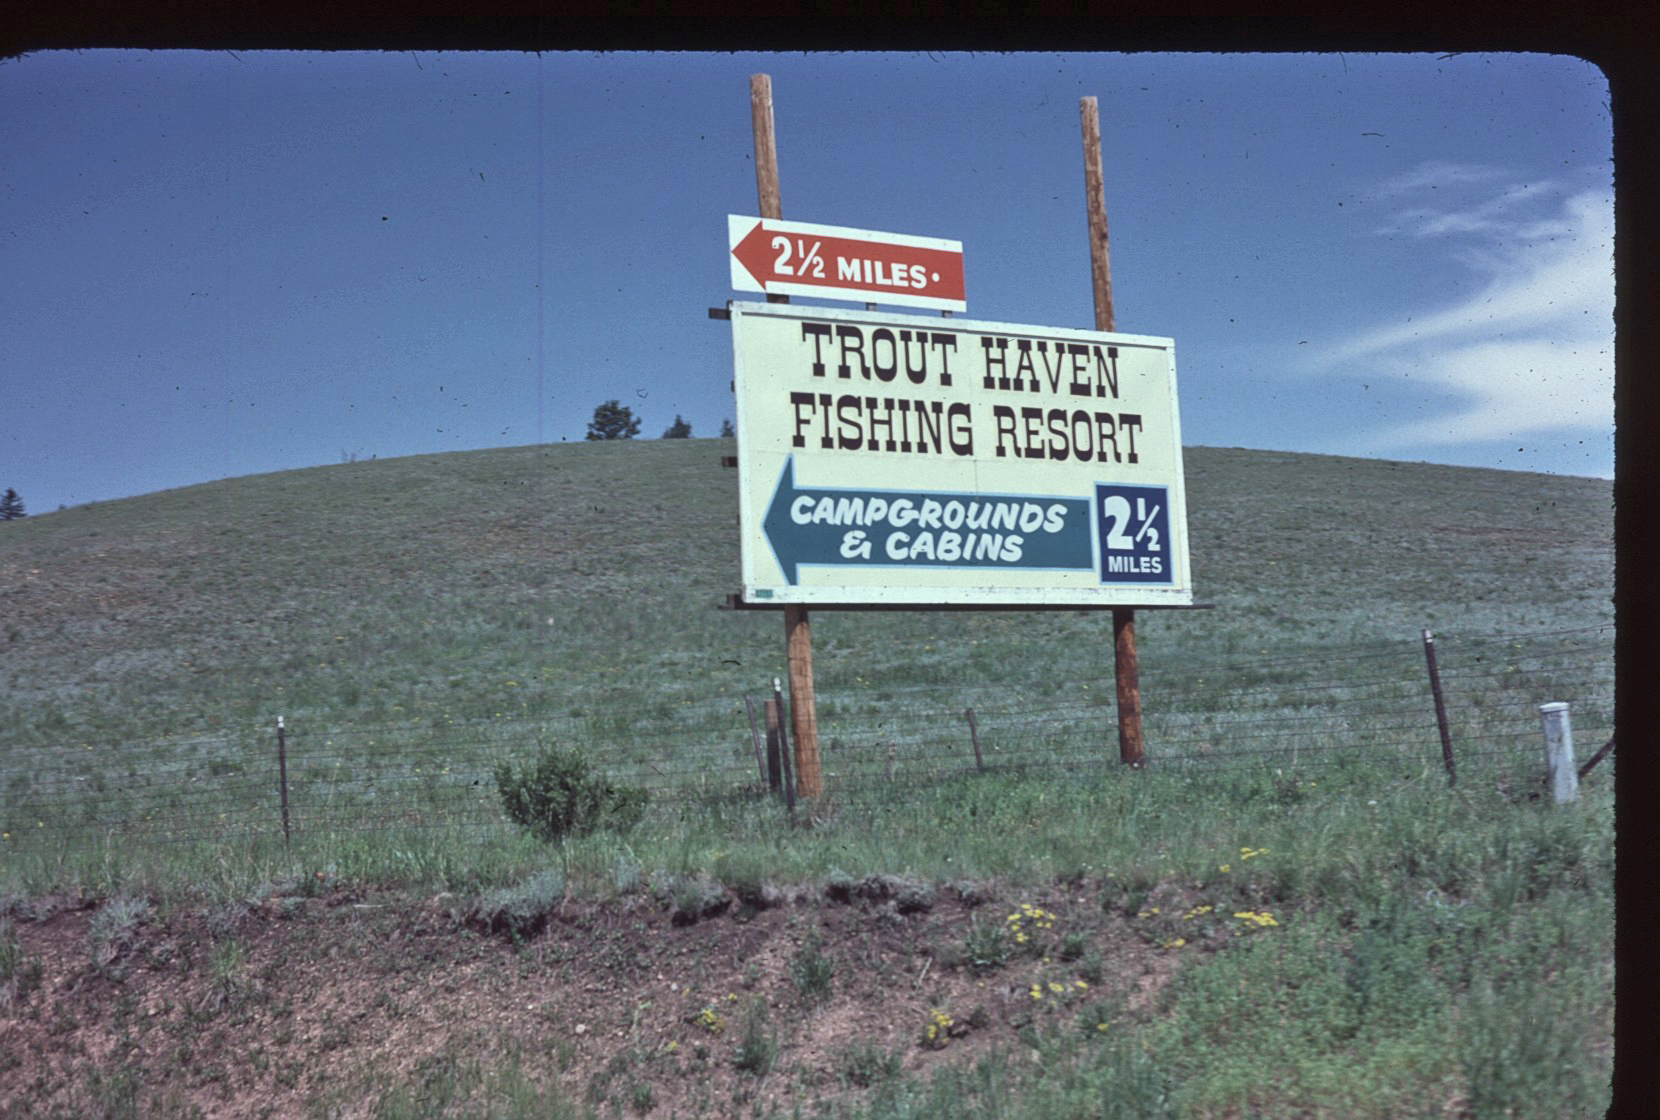 2½ MILES.
TROUT HAVEN
FISHING RESORT
CAMPGROUNDS
& CABINS
2½
MILES